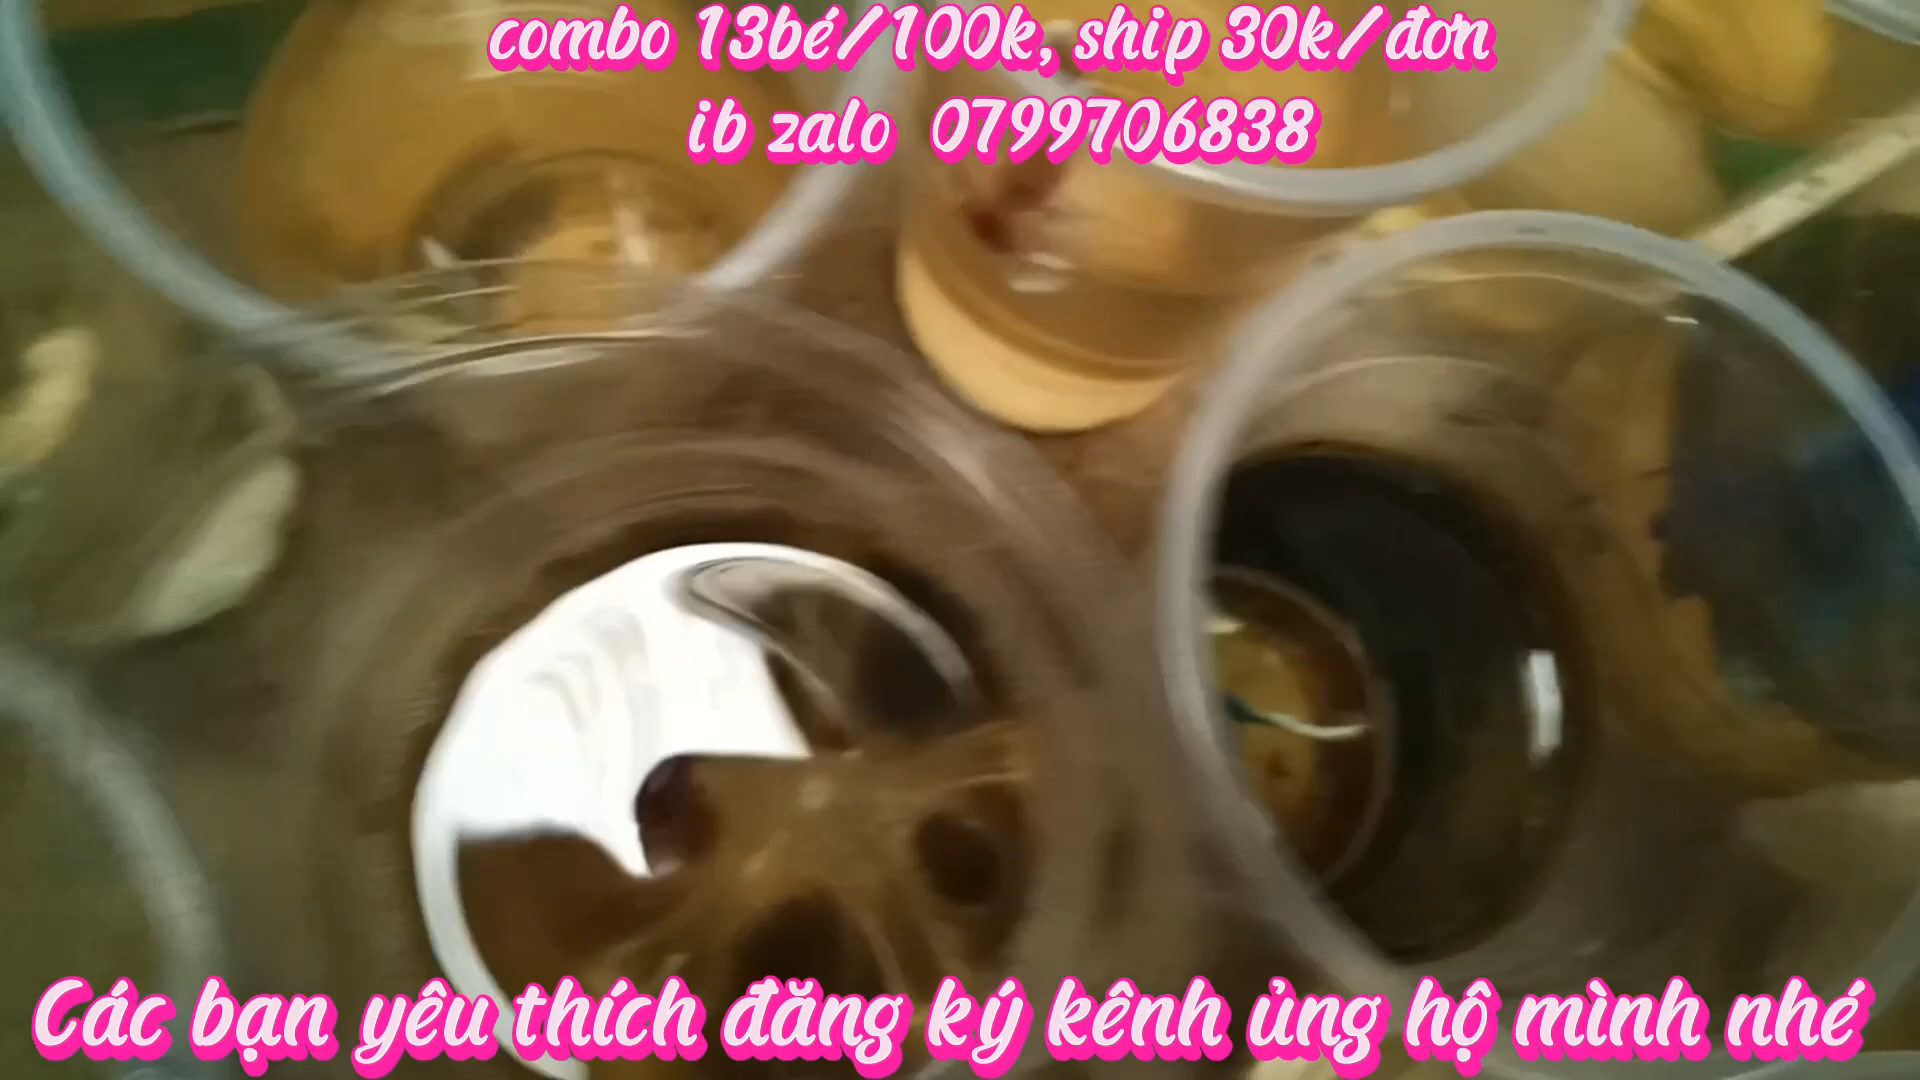 combo 13bé/100k, ship 30k/đơn
ib zalo 0799706838
Các bạn yêu thích đăng ký kênh ủng hộ mình nhé